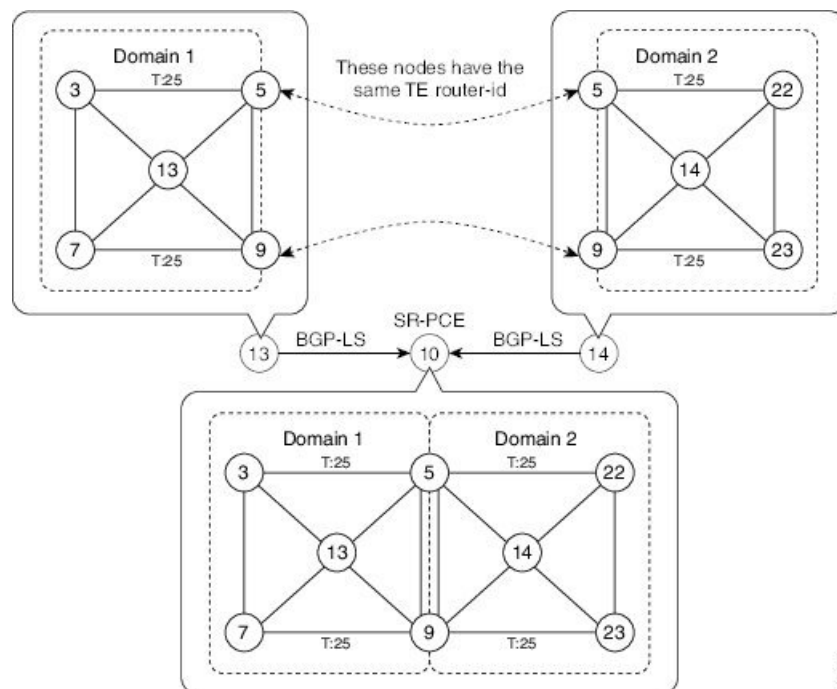 Domain 1
T:25
3
5
13
7
9
T:25
These nodes have the
same TE router-id
Domain 2
T:25
5
22
14
9
23
T:25
SR-PCE
13
BGP-LS
10
BGP-LS
14
Domain 1
Domain 2
T:25
T:25
3
5
22
13
14
7
9
23
T:25
T:25